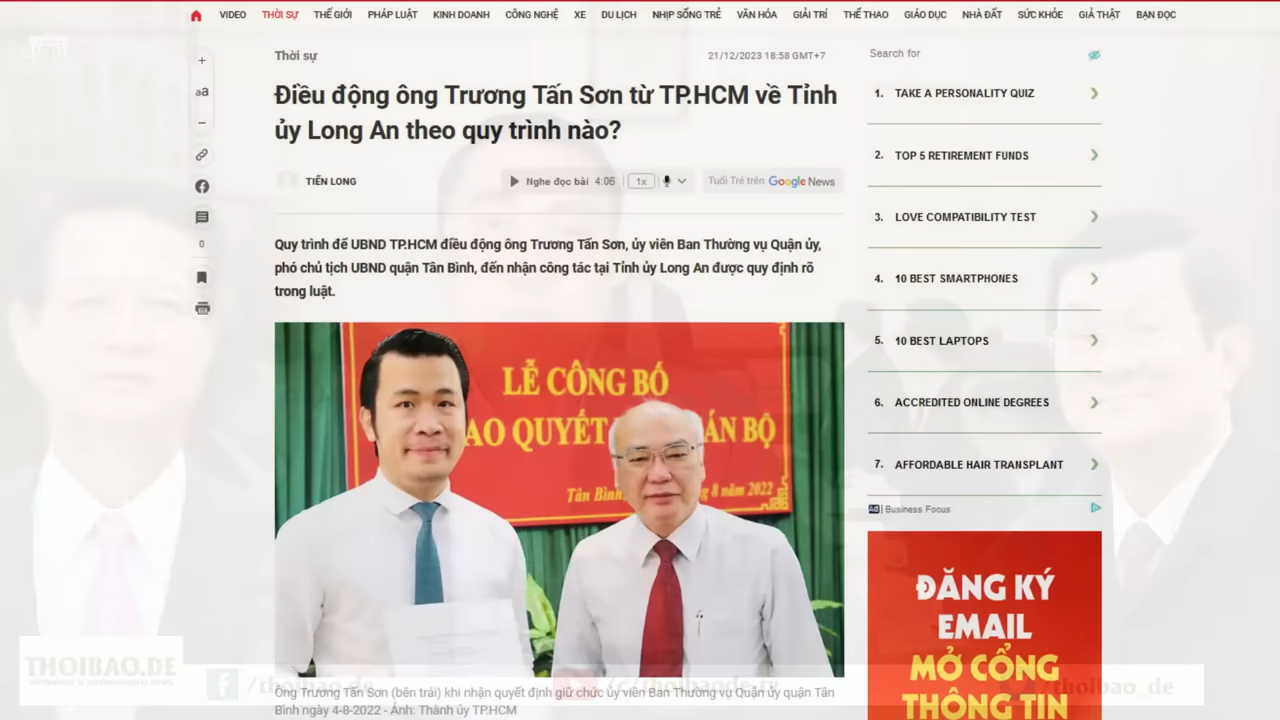 VIDEO THỜI SỰ THẾ GIỚI PHÁP LUẬT KINH DOANH CÔNG NGHỆ XE DU LỊCH NHỊP SỐNG TRẺ VĂN HÓA GIẢI TRÍ THỂ THAO GIÁO DỤC NHÀ ĐẤT SỨC KHỎE GIẢ THẬT BẠN ĐỌC
Thời sự
21/12/2023 18:58 GMT+7
+
aa
−
0
Điều động ông Trương Tấn Sơn từ TP.HCM về Tỉnh
ủy Long An theo quy trình nào?
TIẾN LONG
Nghe đọc bài 4:06 1x
Tuổi Trẻ trên Google News
Quy trình để UBND TP.HCM điều động ông Trương Tấn Sơn, ủy viên Ban Thường vụ Quận ủy,
phó chủ tịch UBND quận Tân Bình, đến nhận công tác tại Tỉnh ủy Long An được quy định rõ
trong luật.
LỄ CÔNG BỐ
AO QUYẾT ÁN BỘ
Tân Bình, g 8 năm 2022
Ông Trương Tấn Sơn (bên trái) khi nhận quyết định giữ chức ủy viên Ban Thường vụ Quận ủy quận Tân
Bình ngày 4-8-2022 - Ảnh: Thành ủy TP.HCM
Search for
1. TAKE A PERSONALITY QUIZ
2. TOP 5 RETIREMENT FUNDS
3. LOVE COMPATIBILITY TEST
4. 10 BEST SMARTPHONES
5. 10 BEST LAPTOPS
6. ACCREDITED ONLINE DEGREES
7. AFFORDABLE HAIR TRANSPLANT
Ad | Business Focus
ĐĂNG KÝ
EMAIL
MỞ CỔNG
THÔNG TIN
THOIBAO.DE
/thoibao.de
/c/thoibaode-tv
/thoibao_de